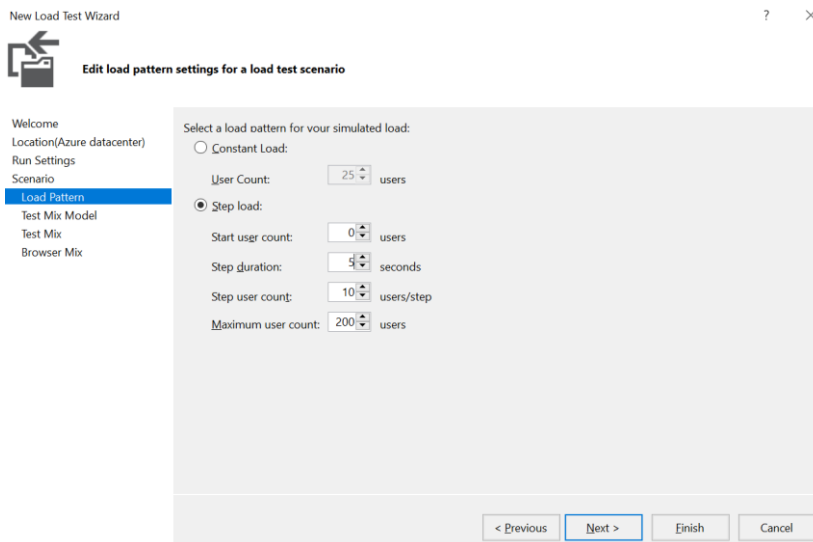 New Load Test Wizard
?
Edit load pattern settings for a load test scenario
Welcome
Location(Azure datacenter)
Run Settings
Scenario
Load Pattern
Test Mix Model
Test Mix
Browser Mix
Select a load pattern for your simulated load:
Constant Load:
User Count: 25 users
Step load:
Start user count: 0 users
Step duration: 5 seconds
Step user count: 10 users/step
Maximum user count: 200 users
< Previous Next > Finish Cancel